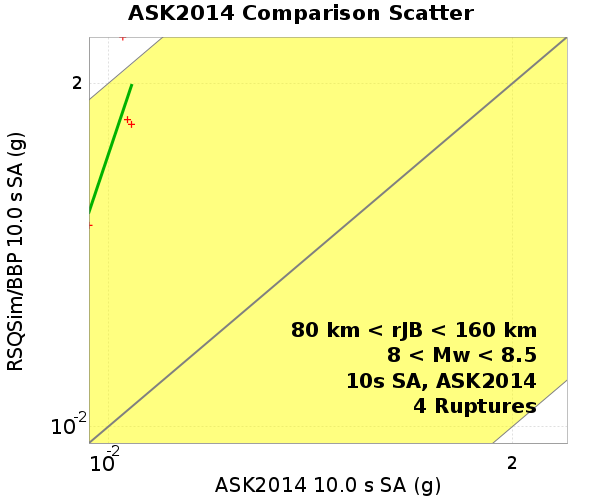 ASK2014 Comparison Scatter
RSQSim/BBP 10.0 s SA (g)
2
10-2
80 km < rJB < 160 km
8 < Mw < 8.5
10s SA, ASK2014
4 Ruptures
10-2
2
ASK2014 10.0 s SA (g)